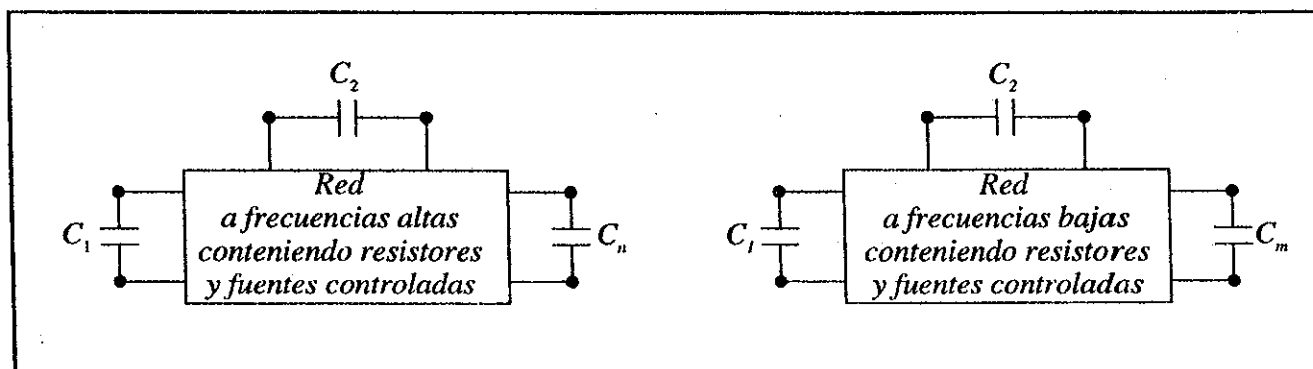 C₂
C₁
Red
a frecuencias altas
conteniendo resistores
y fuentes controladas
Cₙ
C₂
C_l
Red
a frecuencias bajas
conteniendo resistores
y fuentes controladas
Cₘ